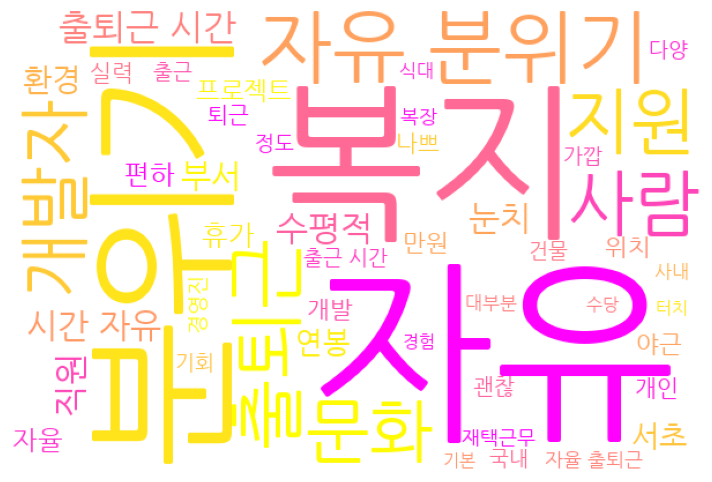 출퇴근 시간
자유 분위기
다양
환경
실력
출근
식대
프로젝트
복지
지원
개발자
분위기
퇴근
복장
정도
나쁘
가깝
편하
부서
사람
수평적
눈치
휴가
만원
출근 시간
건물
위치
출퇴근
자유
사내
경영진
개발
대부분
수당
터치
시간 자유
연봉
경험
야근
기회
직원
괜찮
개인
문화
자율
재택근무
서초
기본
국내
자율 출퇴근